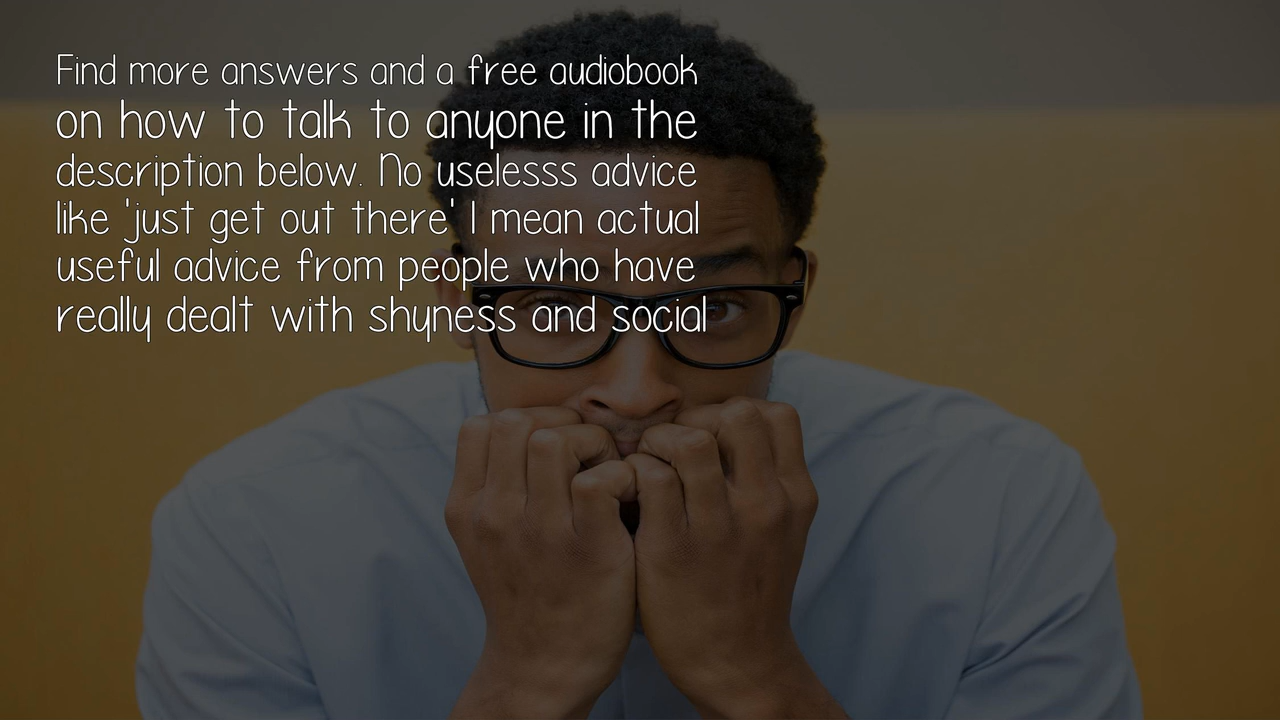 Find more answers and a free audiobook
on how to talk to anyone in the
description below. No uselesss advice
like 'just get out there' I mean actual
useful advice from people who have
really dealt with shyness and social